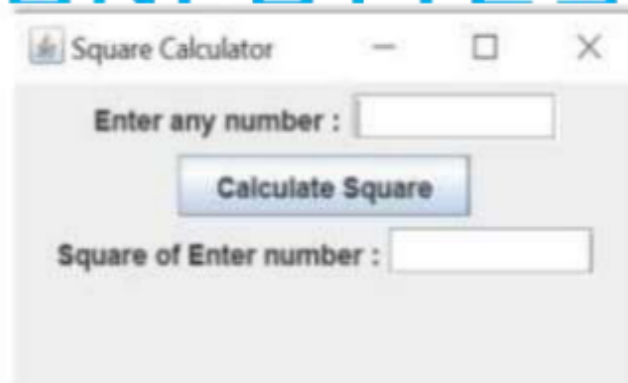 Square Calculator
Enter any number :
Calculate Square
Square of Enter number :